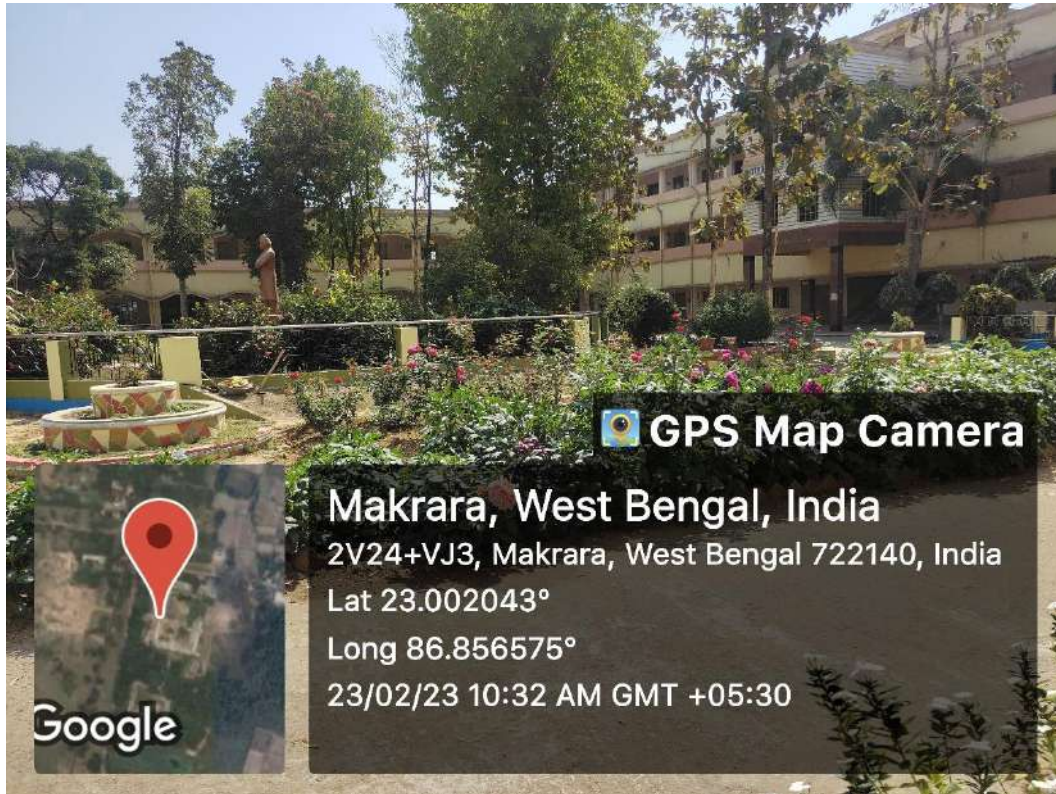 GPS Map Camera
Makrara, West Bengal, India
2V24+VJ3, Makrara, West Bengal 722140, India
Lat 23.002043°
Long 86.856575°
23/02/23 10:32 AM GMT +05:30
Google